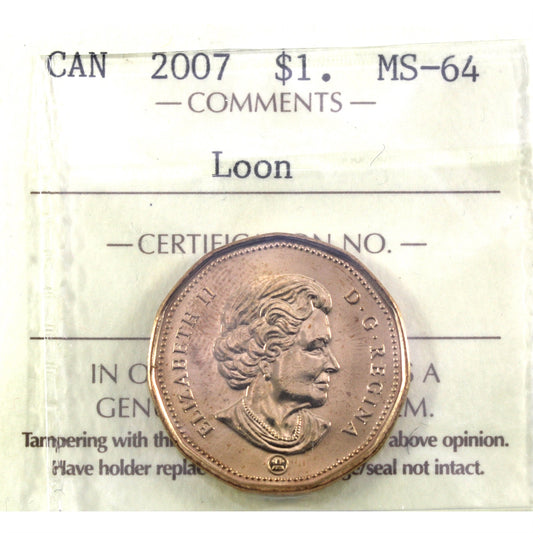 CAN 2007 $1. MS-64
— COMMENTS —
Loon
— CERTIFIC ON NO. —
ELIZABETH II D·G·REGINA
IN O S A
GEN M.
Tampering with th above opinion.
Have holder repla e/seal not intact.